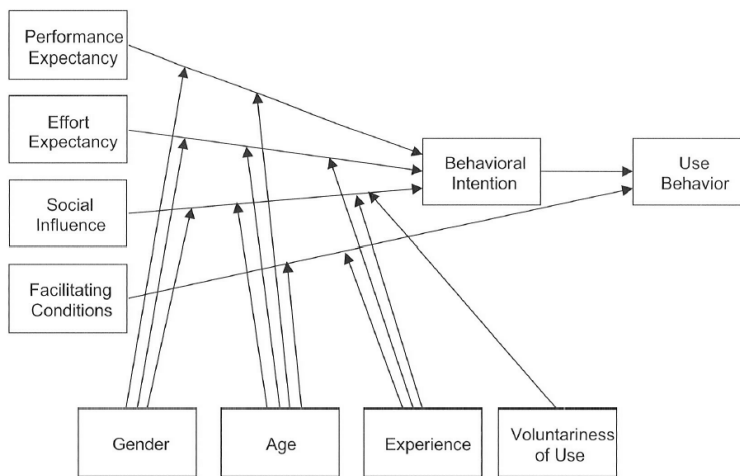 Performance
Expectancy
Effort
Expectancy
Social
Influence
Facilitating
Conditions
Behavioral
Intention
Use
Behavior
Gender
Age
Experience
Voluntariness
of Use